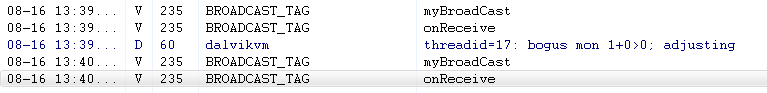 08-16 13:39... V 235 BROADCAST_TAG myBroadCast
08-16 13:39... V 235 BROADCAST_TAG onReceive
08-16 13:39... D 60 dalvikvm threadid=17: bogus mon 1+0>0; adjusting
08-16 13:40... V 235 BROADCAST_TAG myBroadCast
08-16 13:40... V 235 BROADCAST_TAG onReceive